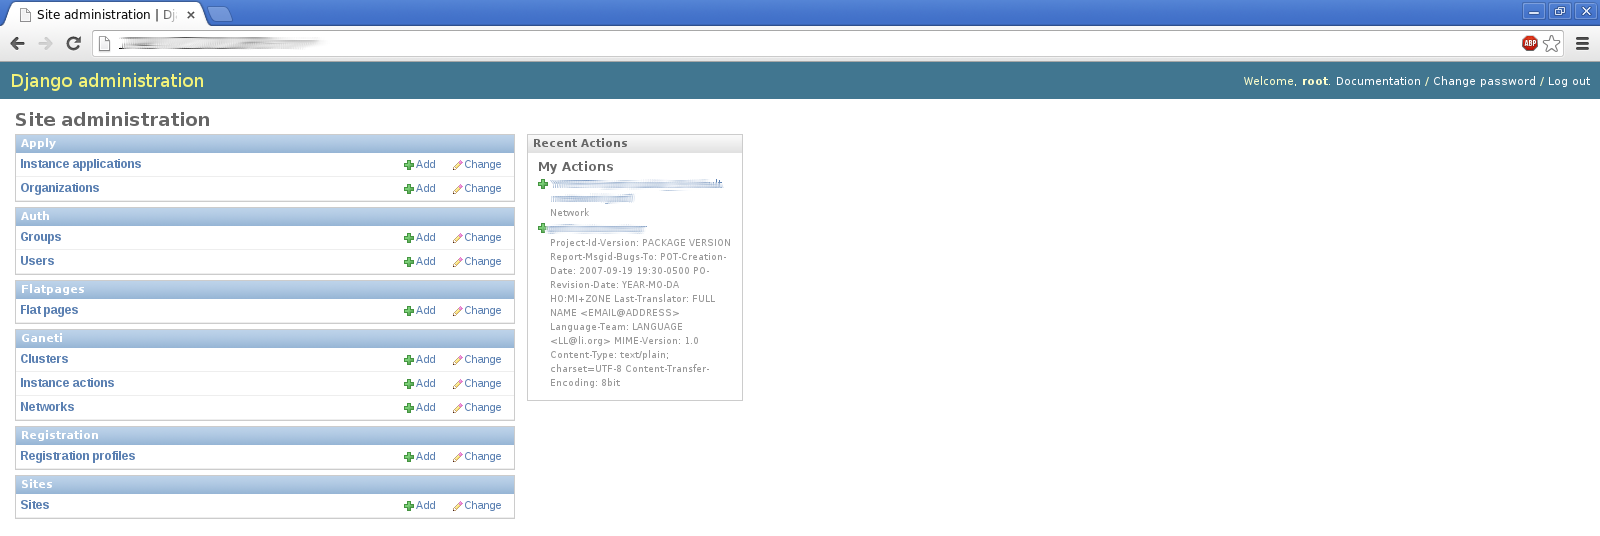 Site administration | Dj
ABP
Django administration
Welcome, root. Documentation / Change password / Log out
Site administration
Apply
Instance applications Add Change
Organizations Add Change
Auth
Groups Add Change
Users Add Change
Flatpages
Flat pages Add Change
Ganeti
Clusters Add Change
Instance actions Add Change
Networks Add Change
Registration
Registration profiles Add Change
Sites
Sites Add Change
Recent Actions
My Actions
Network
Project-Id-Version: PACKAGE VERSION
Report-Msgid-Bugs-To: POT-Creation-
Date: 2007-09-19 19:30-0500 PO-
Revision-Date: YEAR-MO-DA
HO:MI+ZONE Last-Translator: FULL
NAME <EMAIL@ADDRESS>
Language-Team: LANGUAGE
<LL@li.org> MIME-Version: 1.0
Content-Type: text/plain;
charset=UTF-8 Content-Transfer-
Encoding: 8bit